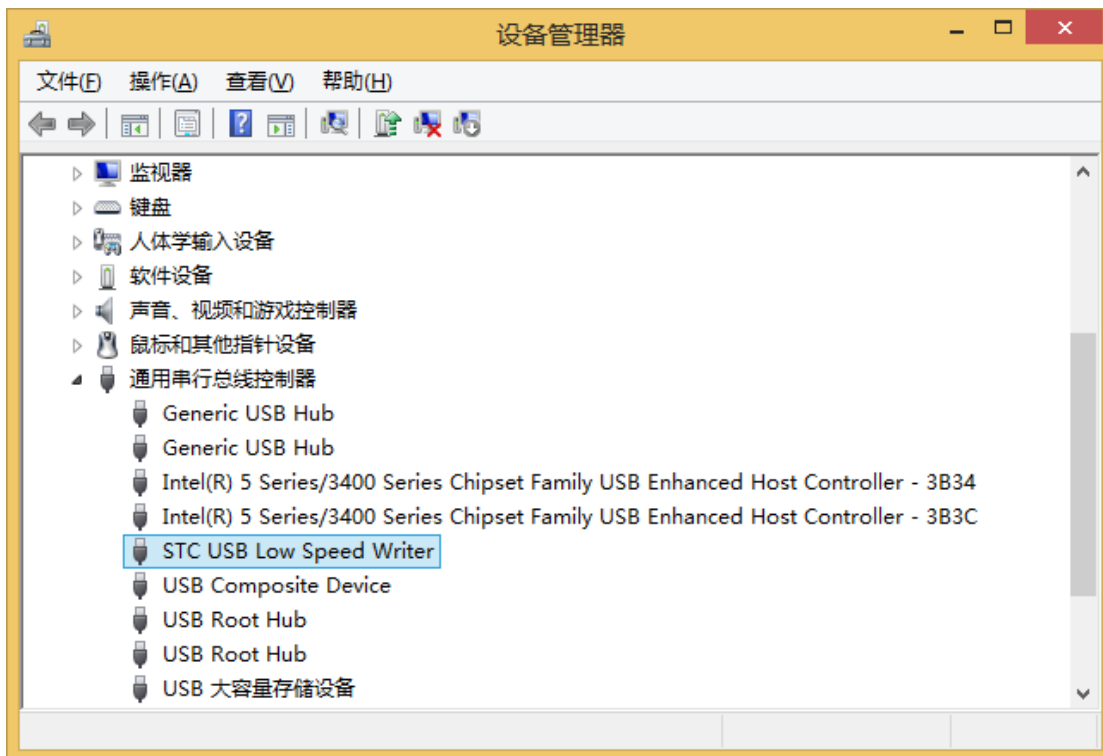 设备管理器
文件(F) 操作(A) 查看(V) 帮助(H)
监视器
键盘
人体学输入设备
软件设备
声音、视频和游戏控制器
鼠标和其他指针设备
通用串行总线控制器
Generic USB Hub
Generic USB Hub
Intel(R) 5 Series/3400 Series Chipset Family USB Enhanced Host Controller - 3B34
Intel(R) 5 Series/3400 Series Chipset Family USB Enhanced Host Controller - 3B3C
STC USB Low Speed Writer
USB Composite Device
USB Root Hub
USB Root Hub
USB 大容量存储设备